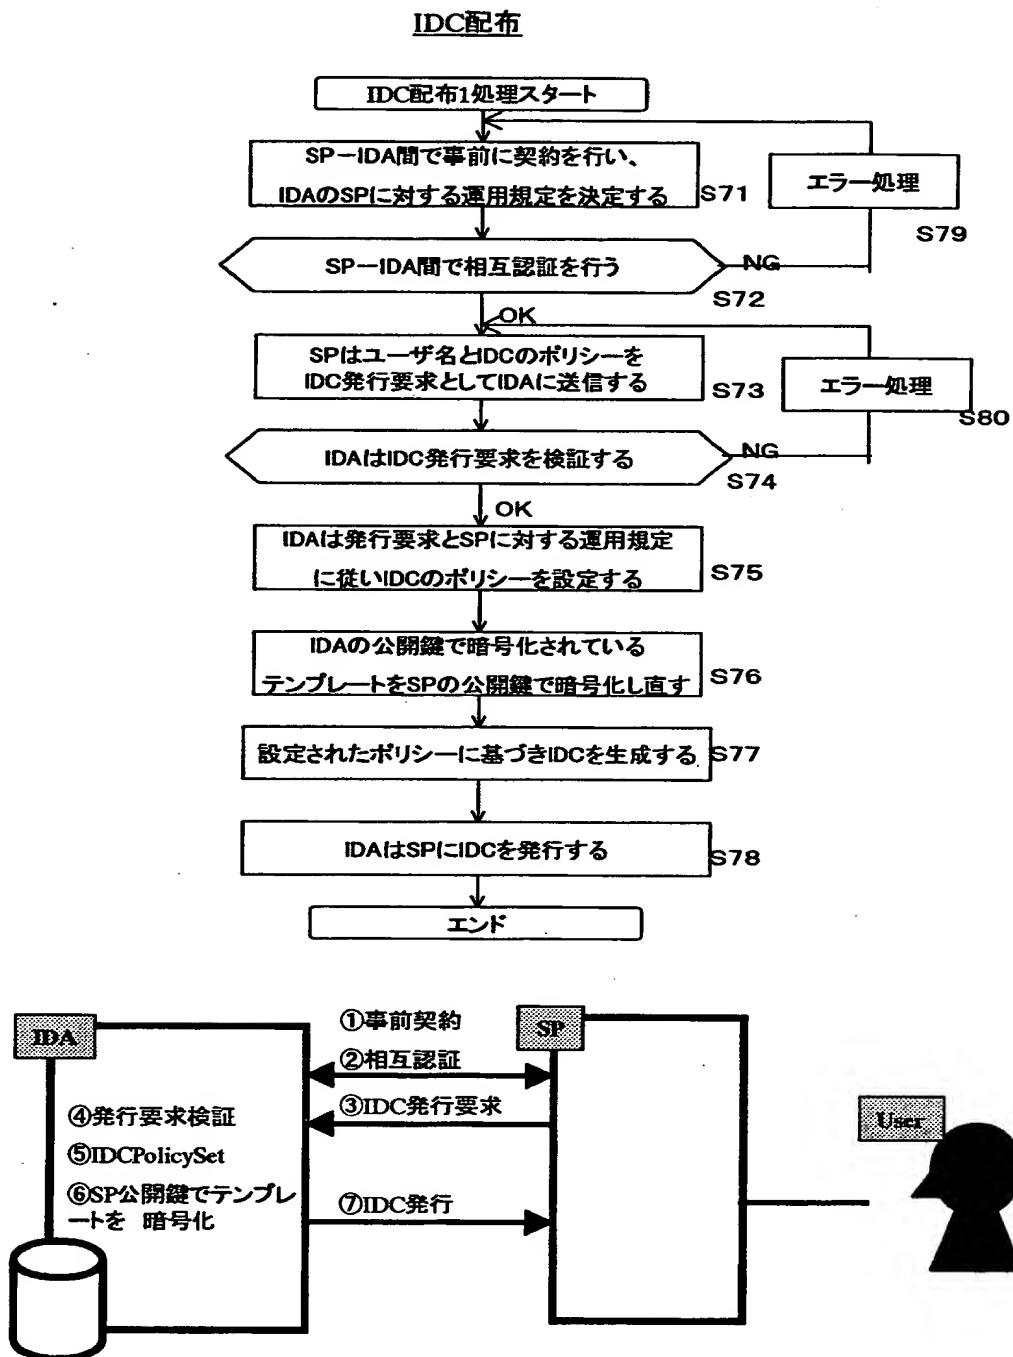 IDC配布
IDC配布1処理スタート
SP－IDA間で事前に契約を行い、
IDAのSPに対する運用規定を決定する
S71
エラー処理
S79
SP－IDA間で相互認証を行う
NG
S72
OK
SPはユーザ名とIDCのポリシーを
IDC発行要求としてIDAに送信する
S73
エラー処理
S80
IDAはIDC発行要求を検証する
NG
S74
OK
IDAは発行要求とSPに対する運用規定
に従いIDCのポリシーを設定する
S75
IDAの公開鍵で暗号化されている
テンプレートをSPの公開鍵で暗号化し直す
S76
設定されたポリシーに基づきIDCを生成する
S77
IDAはSPにIDCを発行する
S78
エンド
IDA
①事前契約
SP
②相互認証
③IDC発行要求
④発行要求検証
⑤IDCPolicySet
⑥SP公開鍵でテンプレ
ートを 暗号化
⑦IDC発行
User